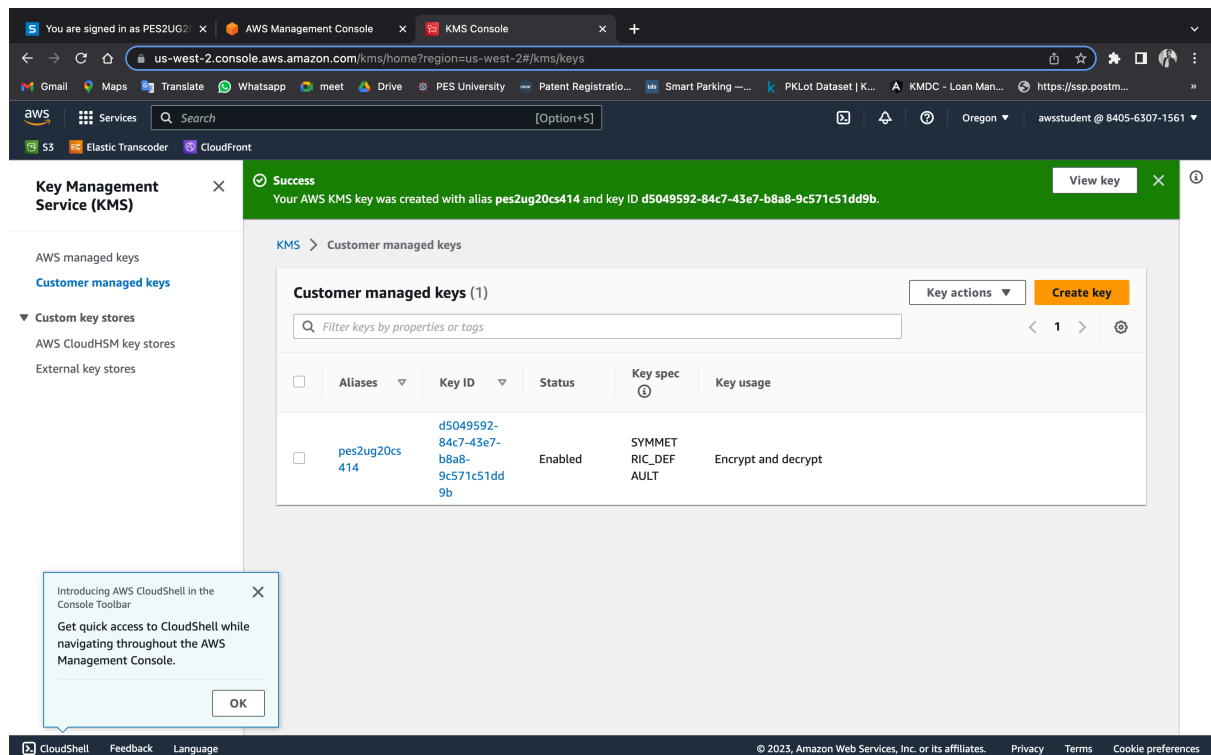 You are signed in as PES2UG2
AWS Management Console
KMS Console
us-west-2.console.aws.amazon.com/kms/home?region=us-west-2#/kms/keys
Gmail Maps Translate Whatsapp meet Drive PES University Patent Registratio... Smart Parking —... PKLot Dataset | K... KMDC - Loan Man... https://ssp.postm... »
aws Services Search [Option+S] Oregon awsstudent @ 8405-6307-1561
S3 Elastic Transcoder CloudFront
Key Management
Service (KMS)
AWS managed keys
Customer managed keys
Custom key stores
AWS CloudHSM key stores
External key stores
Success
Your AWS KMS key was created with alias pes2ug20cs414 and key ID d5049592-84c7-43e7-b8a8-9c571c51dd9b.
View key
KMS > Customer managed keys
Customer managed keys (1)
Key actions
Create key
Filter keys by properties or tags
< 1 >
Aliases Key ID Status Key spec Key usage
pes2ug20cs
414
d5049592-
84c7-43e7-
b8a8-
9c571c51dd
9b
Enabled
SYMMET
RIC_DEF
AULT
Encrypt and decrypt
Introducing AWS CloudShell in the
Console Toolbar
Get quick access to CloudShell while
navigating throughout the AWS
Management Console.
OK
CloudShell Feedback Language © 2023, Amazon Web Services, Inc. or its affiliates. Privacy Terms Cookie preferences